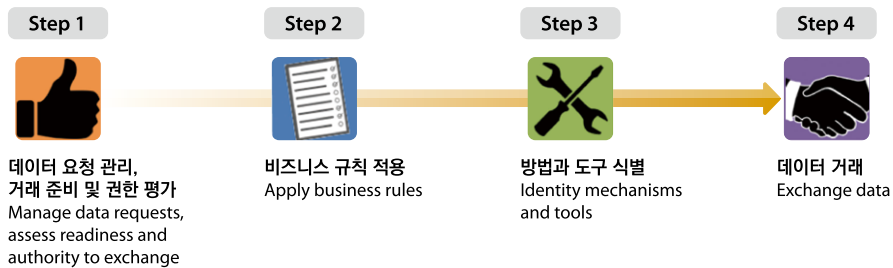 Step 1
데이터 요청 관리,
거래 준비 및 권한 평가
Manage data requests,
assess readiness and
authority to exchange
Step 2
비즈니스 규칙 적용
Apply business rules
Step 3
방법과 도구 식별
Identity mechanisms
and tools
Step 4
데이터 거래
Exchange data